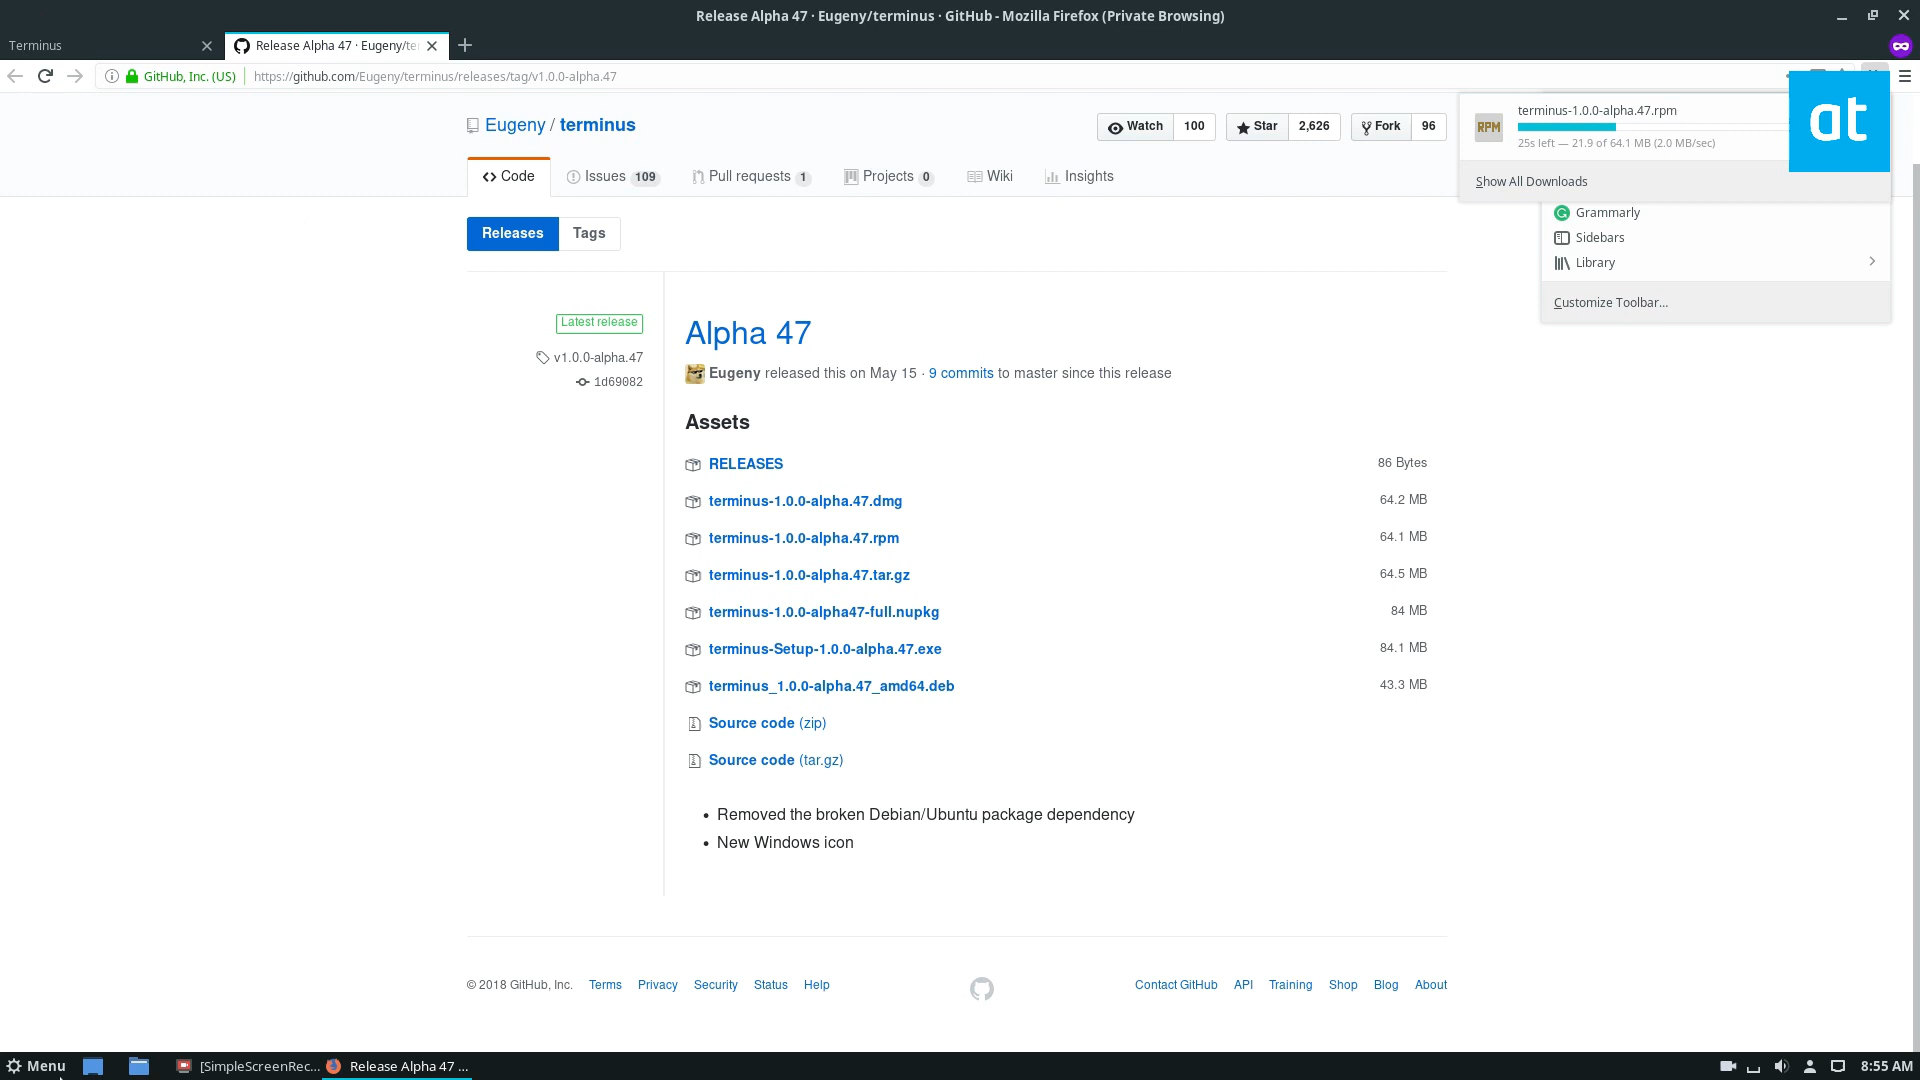 Release Alpha 47 · Eugeny/terminus · GitHub - Mozilla Firefox (Private Browsing)
Terminus
Release Alpha 47 · Eugeny/te
GitHub, Inc. (US)
https://github.com/Eugeny/terminus/releases/tag/v1.0.0-alpha.47
Eugeny / terminus
Watch 100
Star 2,626
Fork 96
RPM
terminus-1.0.0-alpha.47.rpm
25s left — 21.9 of 64.1 MB (2.0 MB/sec)
at
Show All Downloads
Code
Issues 109
Pull requests 1
Projects 0
Wiki
Insights
Grammarly
Sidebars
Library
Customize Toolbar...
Releases
Tags
Latest release
v1.0.0-alpha.47
1d69082
Alpha 47
Eugeny released this on May 15 · 9 commits to master since this release
Assets
RELEASES 86 Bytes
terminus-1.0.0-alpha.47.dmg 64.2 MB
terminus-1.0.0-alpha.47.rpm 64.1 MB
terminus-1.0.0-alpha.47.tar.gz 64.5 MB
terminus-1.0.0-alpha47-full.nupkg 84 MB
terminus-Setup-1.0.0-alpha.47.exe 84.1 MB
terminus_1.0.0-alpha.47_amd64.deb 43.3 MB
Source code (zip)
Source code (tar.gz)
• Removed the broken Debian/Ubuntu package dependency
• New Windows icon
© 2018 GitHub, Inc. Terms Privacy Security Status Help
Contact GitHub API Training Shop Blog About
Menu
[SimpleScreenRec...
Release Alpha 47 ...
8:55 AM